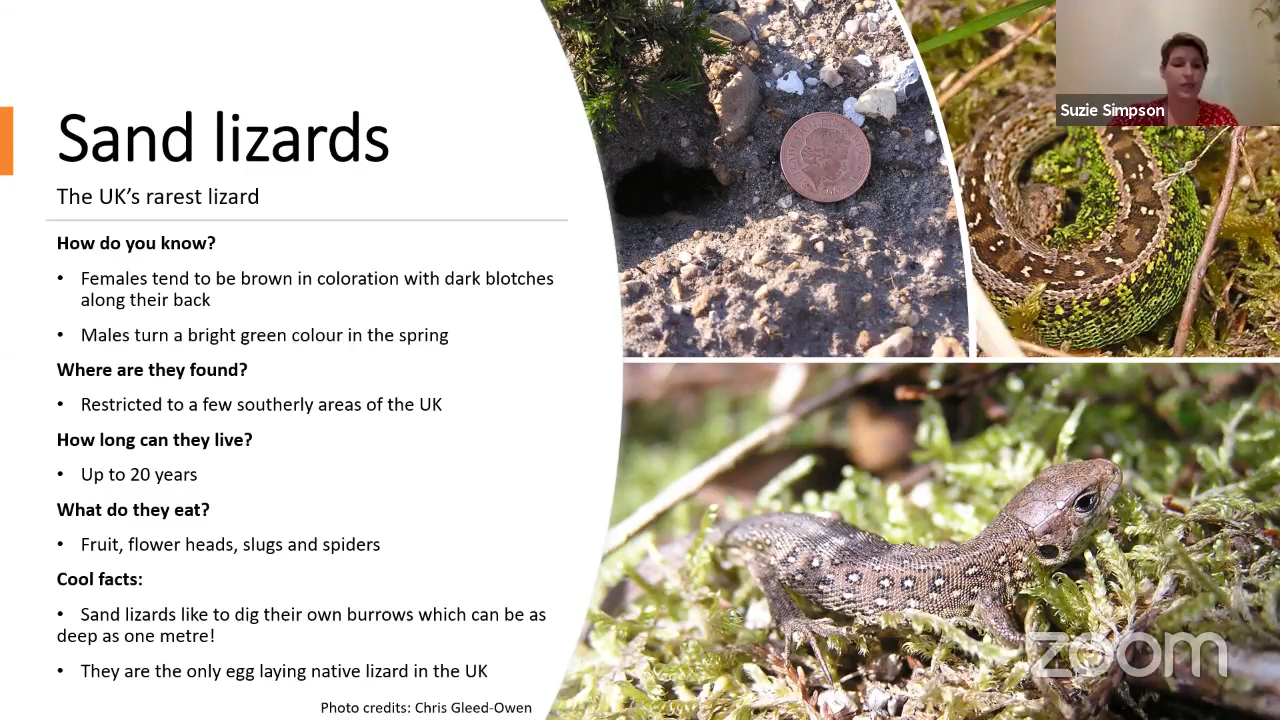 Sand lizards
The UK's rarest lizard
How do you know?
• Females tend to be brown in coloration with dark blotches
along their back
• Males turn a bright green colour in the spring
Where are they found?
• Restricted to a few southerly areas of the UK
How long can they live?
• Up to 20 years
What do they eat?
• Fruit, flower heads, slugs and spiders
Cool facts:
• Sand lizards like to dig their own burrows which can be as
deep as one metre!
• They are the only egg laying native lizard in the UK
Photo credits: Chris Gleed-Owen
Suzie Simpson
zoom